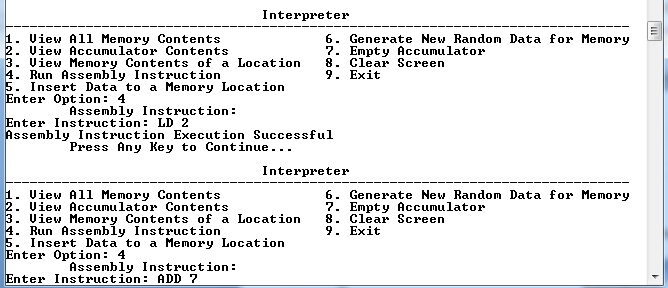 Interpreter
1. View All Memory Contents 6. Generate New Random Data for Memory
2. View Accumulator Contents 7. Empty Accumulator
3. View Memory Contents of a Location 8. Clear Screen
4. Run Assembly Instruction 9. Exit
5. Insert Data to a Memory Location
Enter Option: 4
Assembly Instruction:
Enter Instruction: LD 2
Assembly Instruction Execution Successful
Press Any Key to Continue...
Interpreter
1. View All Memory Contents 6. Generate New Random Data for Memory
2. View Accumulator Contents 7. Empty Accumulator
3. View Memory Contents of a Location 8. Clear Screen
4. Run Assembly Instruction 9. Exit
5. Insert Data to a Memory Location
Enter Option: 4
Assembly Instruction:
Enter Instruction: ADD 7